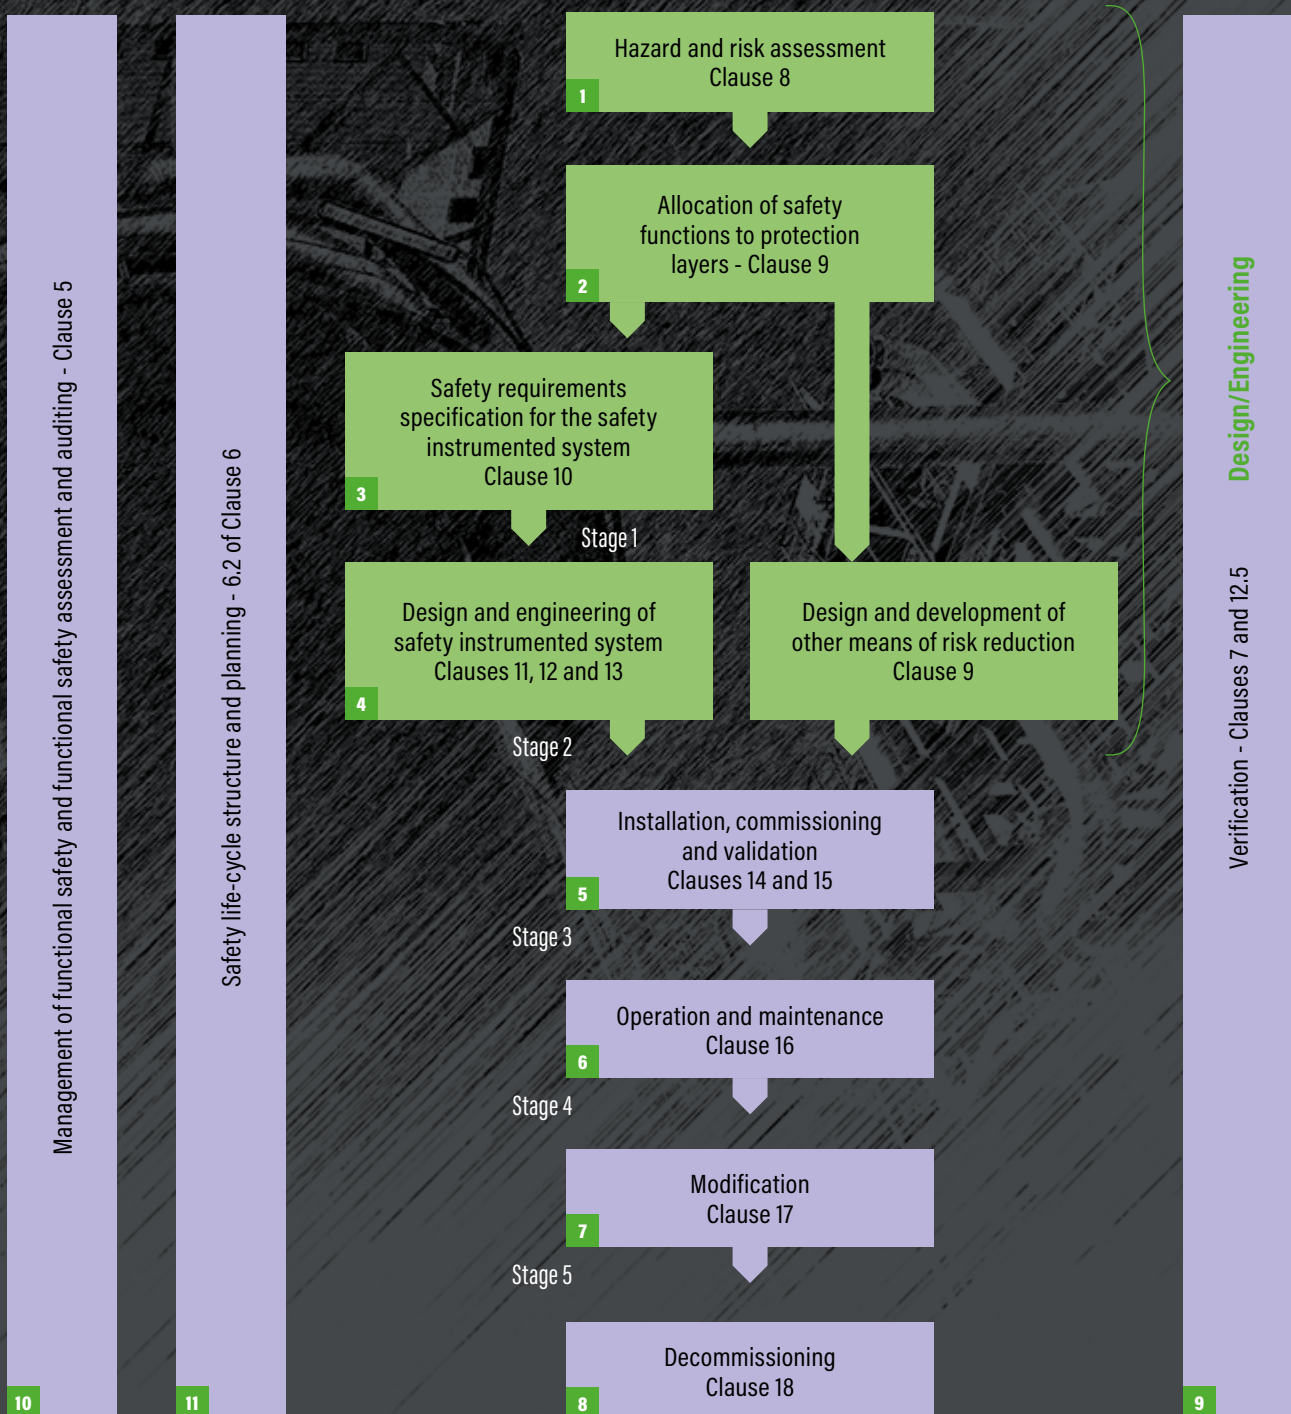 Hazard and risk assessment
Clause 8
1
Allocation of safety
functions to protection
layers - Clause 9
2
Safety requirements
specification for the safety
instrumented system
Clause 10
3
Stage 1
Design and engineering of
safety instrumented system
Clauses 11, 12 and 13
4
Design and development of
other means of risk reduction
Clause 9
Stage 2
Installation, commissioning
and validation
Clauses 14 and 15
5
Stage 3
Operation and maintenance
Clause 16
6
Stage 4
Modification
Clause 17
7
Stage 5
Decommissioning
Clause 18
8
Management of functional safety and functional safety assessment and auditing - Clause 5
10
Safety life-cycle structure and planning - 6.2 of Clause 6
11
Design/Engineering
Verification - Clauses 7 and 12.5
9